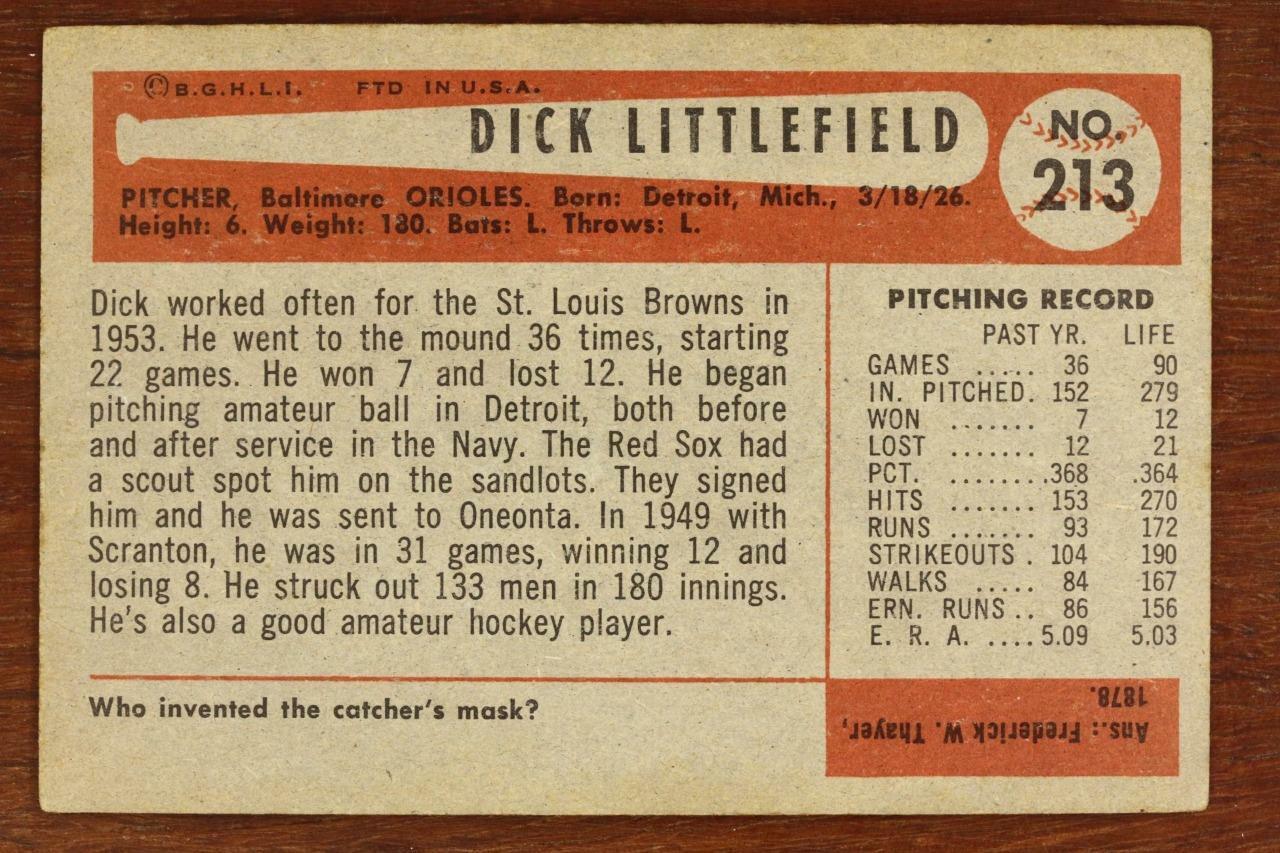 ©B.G.H.L.I. PTD IN U.S.A.
DICK LITTLEFIELD
NO.
213
PITCHER, Baltimore ORIOLES. Born: Detroit, Mich., 3/18/26.
Height: 6. Weight: 180. Bats: L. Throws: L.
Dick worked often for the St. Louis Browns in
1953. He went to the mound 36 times, starting
22 games. He won 7 and lost 12. He began
pitching amateur ball in Detroit, both before
and after service in the Navy. The Red Sox had
a scout spot him on the sandlots. They signed
him and he was sent to Oneonta. In 1949 with
Scranton, he was in 31 games, winning 12 and
losing 8. He struck out 133 men in 180 innings.
He's also a good amateur hockey player.
Who invented the catcher's mask?
PITCHING RECORD
PAST YR. LIFE
GAMES ..... 36 90
IN. PITCHED. 152 279
WON ....... 7 12
LOST ....... 12 21
PCT. ........ .368 .364
HITS ....... 153 270
RUNS ....... 93 172
STRIKEOUTS . 104 190
WALKS ..... 84 167
ERN. RUNS .. 86 156
E. R. A. .... 5.09 5.03
Ans.: Frederick W. Thayer,
1878.